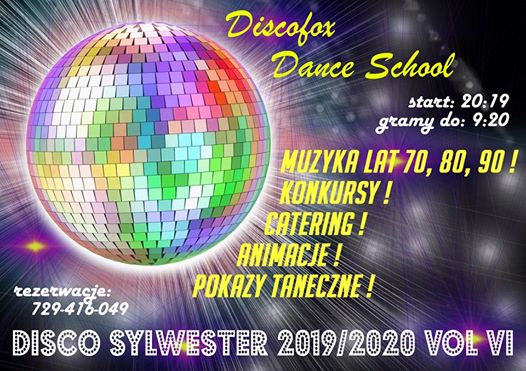 Discofox
Dance School
start: 20:19
gramy do: 9:20
MUZYKA LAT 70, 80, 90 !
KONKURSY !
CATERING !
ANIMACJE !
POKAZY TANECZNE !
rezerwacje:
729-416-049
DISCO SYLWESTER 2019/2020 VOL VI